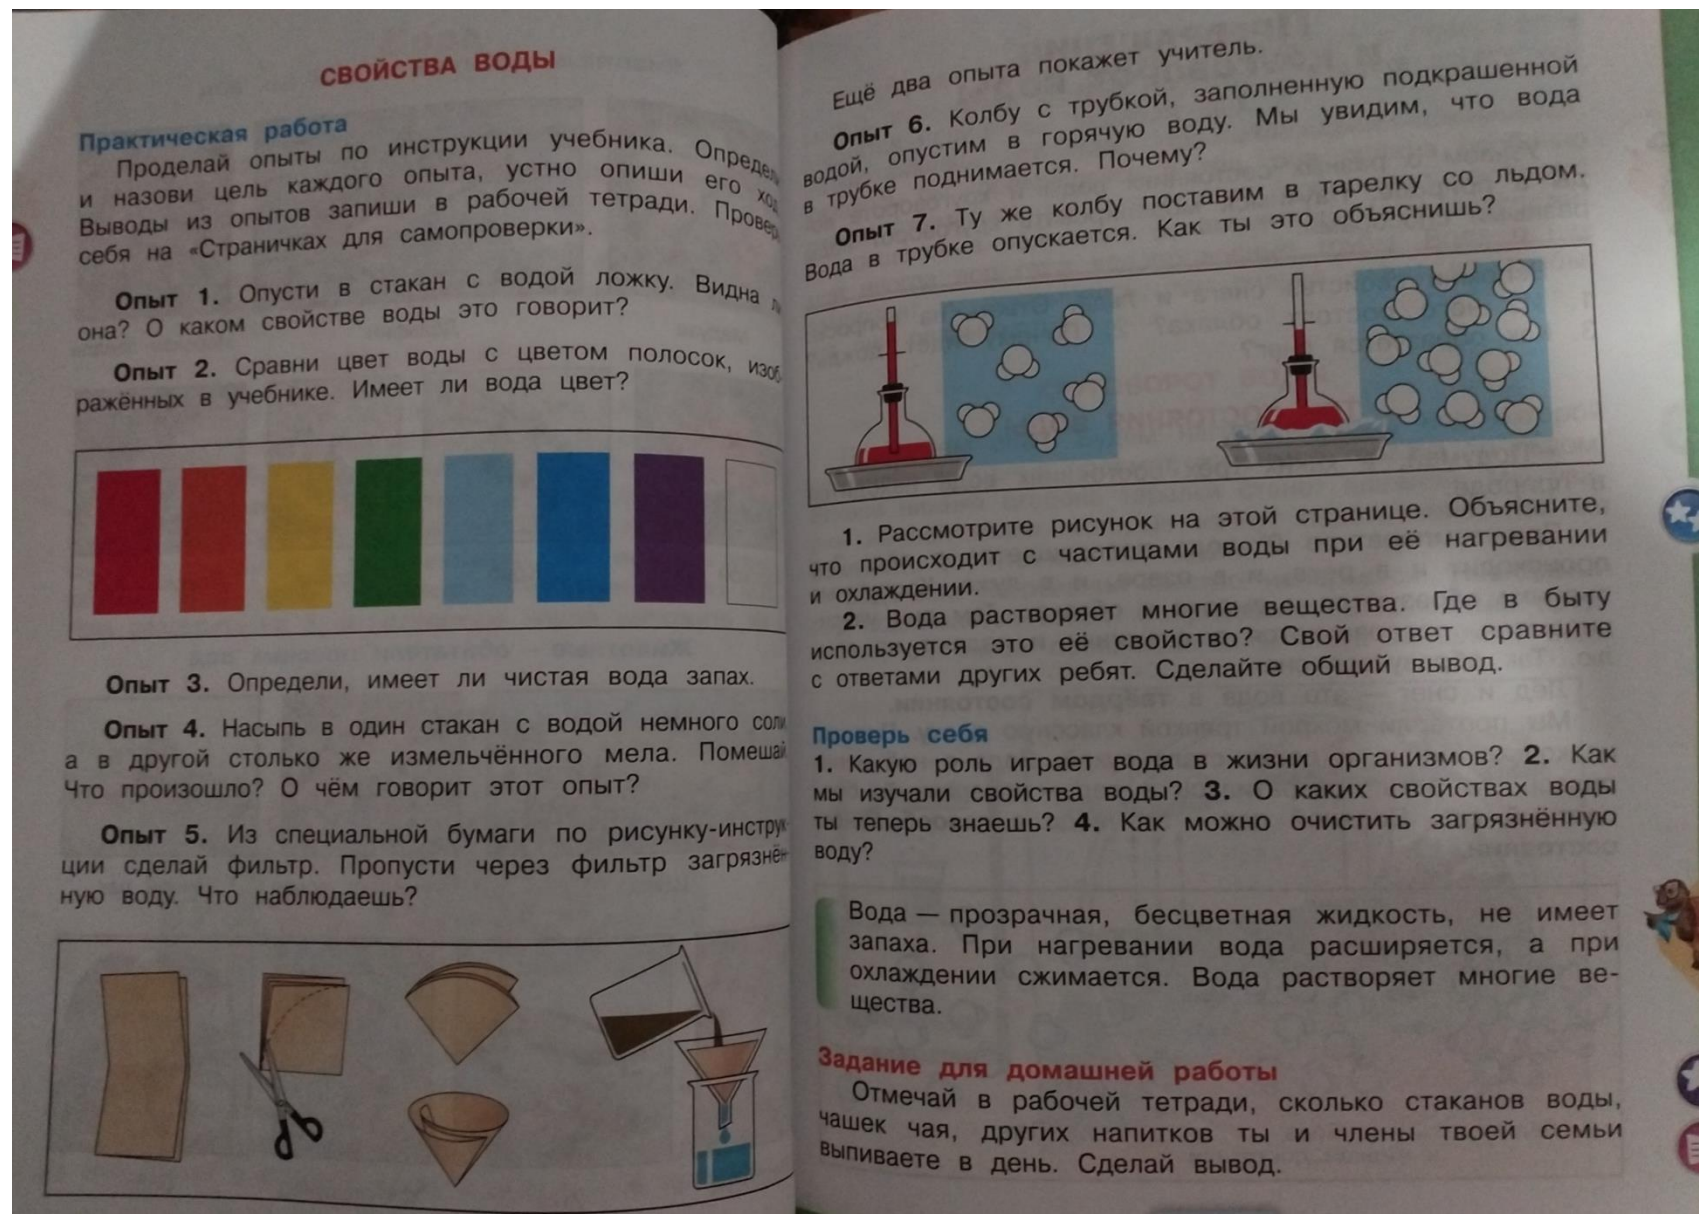 СВОЙСТВА ВОДЫ
Практическая работа
Проделай опыты по инструкции учебника.
и назови цель каждого опыта, устно опиши его
Выводы из опытов запиши в рабочей тетради.
себя на «Страничках для самопроверки».
Опыт 1. Опусти в стакан с водой ложку. Видна
она? О каком свойстве воды это говорит?
Опыт 2. Сравни цвет воды с цветом полосок, изоб-
ражённых в учебнике. Имеет ли вода цвет?
Опыт 3. Определи, имеет ли чистая вода запах.
Опыт 4. Насыпь в один стакан с водой немного соли
а в другой столько же измельчённого мела. Помешай
Что произошло? О чём говорит этот опыт?
Опыт 5. Из специальной бумаги по рисунку-инструк-
ции сделай фильтр. Пропусти через фильтр загрязнён-
ную воду. Что наблюдаешь?
Ещё два опыта покажет учитель.
Опыт 6. Колбу с трубкой, заполненную подкрашенной
водой, опустим в горячую воду. Мы увидим, что вода
в трубке поднимается. Почему?
Опыт 7. Ту же колбу поставим в тарелку со льдом.
Вода в трубке опускается. Как ты это объяснишь?
1. Рассмотрите рисунок на этой странице. Объясните,
что происходит с частицами воды при её нагревании
и охлаждении.
2. Вода растворяет многие вещества. Где в быту
используется это её свойство? Свой ответ сравните
с ответами других ребят. Сделайте общий вывод.
Проверь себя
1. Какую роль играет вода в жизни организмов? 2. Как
мы изучали свойства воды? 3. О каких свойствах воды
ты теперь знаешь? 4. Как можно очистить загрязнённую
воду?
Вода — прозрачная, бесцветная жидкость, не имеет
запаха. При нагревании вода расширяется, а при
охлаждении сжимается. Вода растворяет многие ве-
щества.
Задание для домашней работы
Отмечай в рабочей тетради, сколько стаканов воды,
чашек чая, других напитков ты и члены твоей семьи
выпиваете в день. Сделай вывод.